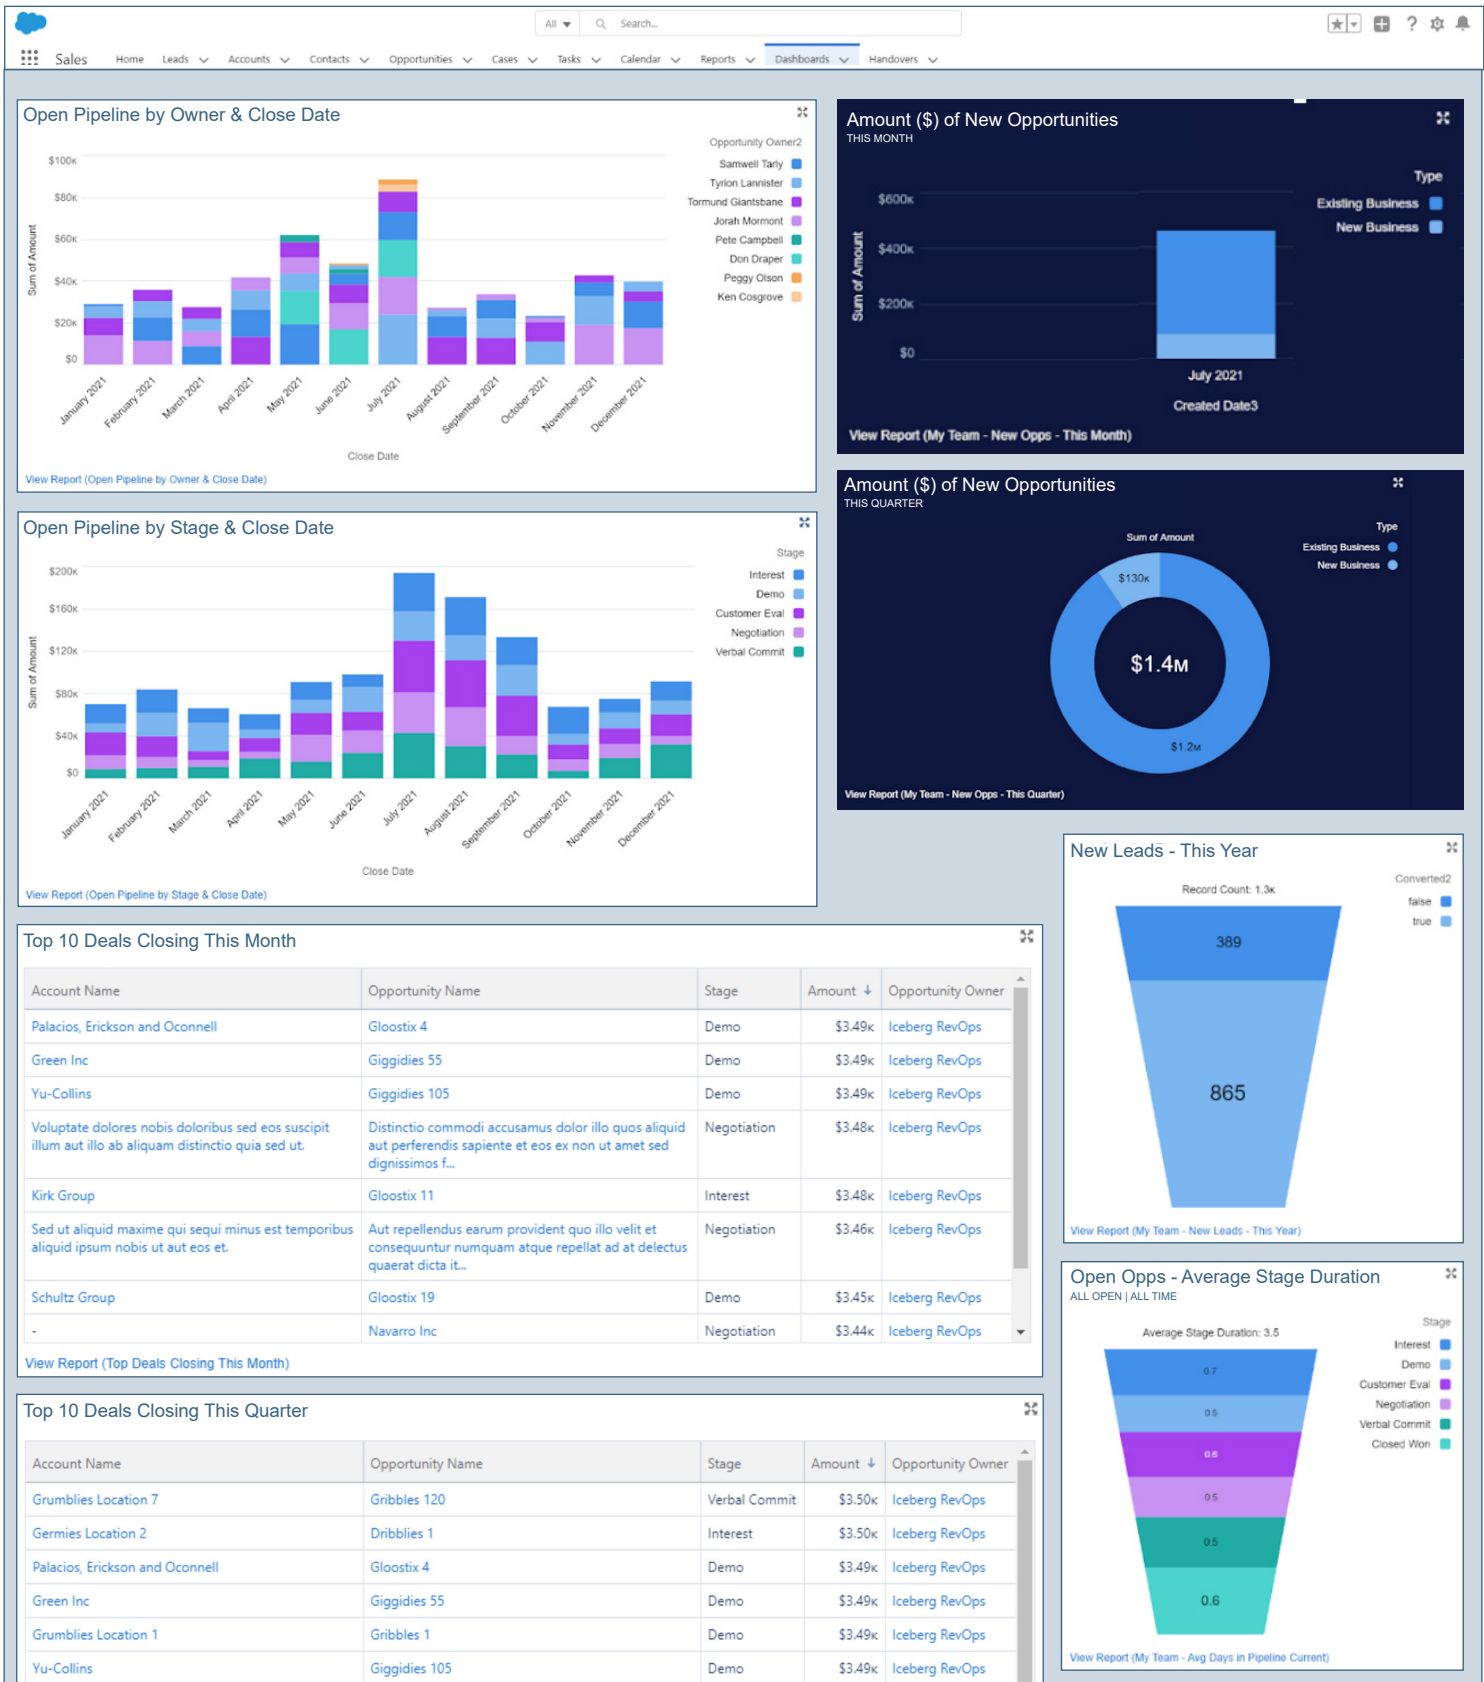 All
Search...
Sales
Home
Leads
Accounts
Contacts
Opportunities
Cases
Tasks
Calendar
Reports
Dashboards
Handovers
Open Pipeline by Owner & Close Date
Opportunity Owner2
Samwell Tarly
Tyrion Lannister
Tormund Giantsbane
Jorah Mormont
Pete Campbell
Don Draper
Peggy Olson
Ken Cosgrove
Sum of Amount
$100K
$80K
$60K
$40K
$20K
$0
January 2021
February 2021
March 2021
April 2021
May 2021
June 2021
July 2021
August 2021
September 2021
October 2021
November 2021
December 2021
Close Date
View Report (Open Pipeline by Owner & Close Date)
Amount ($) of New Opportunities
THIS MONTH
Type
Existing Business
New Business
Sum of Amount
$600K
$400K
$200K
$0
July 2021
Created Date3
View Report (My Team - New Opps - This Month)
Amount ($) of New Opportunities
THIS QUARTER
Type
Existing Business
New Business
Sum of Amount
$130K
$1.4M
$1.2M
View Report (My Team - New Opps - This Quarter)
Open Pipeline by Stage & Close Date
Stage
Interest
Demo
Customer Eval
Negotiation
Verbal Commit
Sum of Amount
$200K
$160K
$120K
$80K
$40K
$0
January 2021
February 2021
March 2021
April 2021
May 2021
June 2021
July 2021
August 2021
September 2021
October 2021
November 2021
December 2021
Close Date
View Report (Open Pipeline by Stage & Close Date)
New Leads - This Year
Converted2
false
true
Record Count: 1.3K
389
865
View Report (My Team - New Leads - This Year)
Top 10 Deals Closing This Month
Account Name Opportunity Name Stage Amount ↓ Opportunity Owner
Palacios, Erickson and Oconnell Gloostix 4 Demo $3.49K Iceberg RevOps
Green Inc Giggidies 55 Demo $3.49K Iceberg RevOps
Yu-Collins Giggidies 105 Demo $3.49K Iceberg RevOps
Voluptate dolores nobis doloribus sed eos suscipit Distinctio commodi accusamus dolor illo quos aliquid Negotiation $3.48K Iceberg RevOps
illum aut illo ab aliquam distinctio quia sed ut. aut perferendis sapiente et eos ex non ut amet sed
dignissimos f...
Kirk Group Gloostix 11 Interest $3.48K Iceberg RevOps
Sed ut aliquid maxime qui sequi minus est temporibus Aut repellendus earum provident quo illo velit et Negotiation $3.46K Iceberg RevOps
aliquid ipsum nobis ut aut eos et. consequuntur numquam atque repellat ad at delectus
quaerat dicta it...
Schultz Group Gloostix 19 Demo $3.45K Iceberg RevOps
- Navarro Inc Negotiation $3.44K Iceberg RevOps
View Report (Top Deals Closing This Month)
Open Opps - Average Stage Duration
ALL OPEN | ALL TIME
Stage
Interest
Demo
Customer Eval
Negotiation
Verbal Commit
Closed Won
Average Stage Duration: 3.5
0.7
0.5
0.6
0.5
0.5
0.6
View Report (My Team - Avg Days in Pipeline Current)
Top 10 Deals Closing This Quarter
Account Name Opportunity Name Stage Amount ↓ Opportunity Owner
Grumblies Location 7 Gribbles 120 Verbal Commit $3.50K Iceberg RevOps
Germies Location 2 Dribblies 1 Interest $3.50K Iceberg RevOps
Palacios, Erickson and Oconnell Gloostix 4 Demo $3.49K Iceberg RevOps
Green Inc Giggidies 55 Demo $3.49K Iceberg RevOps
Grumblies Location 1 Gribbles 1 Demo $3.49K Iceberg RevOps
Yu-Collins Giggidies 105 Demo $3.49K Iceberg RevOps